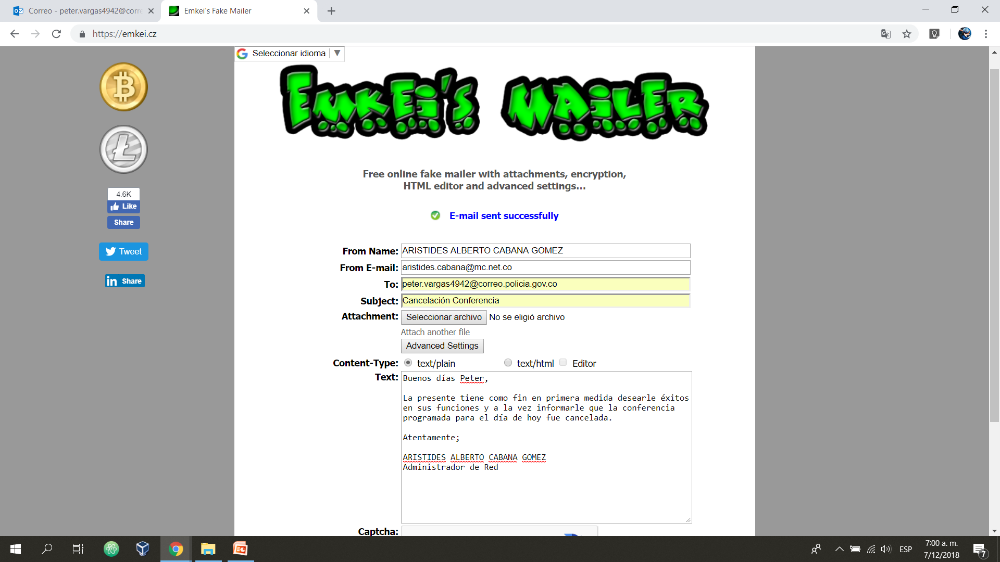 Correo - peter.vargas4942@corre
Emkei's Fake Mailer
https://emkei.cz
Seleccionar idioma
EMKEI'S MAILER
Free online fake mailer with attachments, encryption,
HTML editor and advanced settings...
4.6K
Like
Share
Tweet
in Share
E-mail sent successfully
From Name: ARISTIDES ALBERTO CABANA GOMEZ
From E-mail: aristides.cabana@mc.net.co
To: peter.vargas4942@correo.policia.gov.co
Subject: Cancelación Conferencia
Attachment: Seleccionar archivo No se eligió archivo
Attach another file
Advanced Settings
Content-Type: text/plain text/html Editor
Text: Buenos días Peter,
La presente tiene como fin en primera medida desearle éxitos
en sus funciones y a la vez informarle que la conferencia
programada para el día de hoy fue cancelada.
Atentamente;
ARISTIDES ALBERTO CABANA GOMEZ
Administrador de Red
Captcha:
ESP
7:00 a. m.
7/12/2018
7